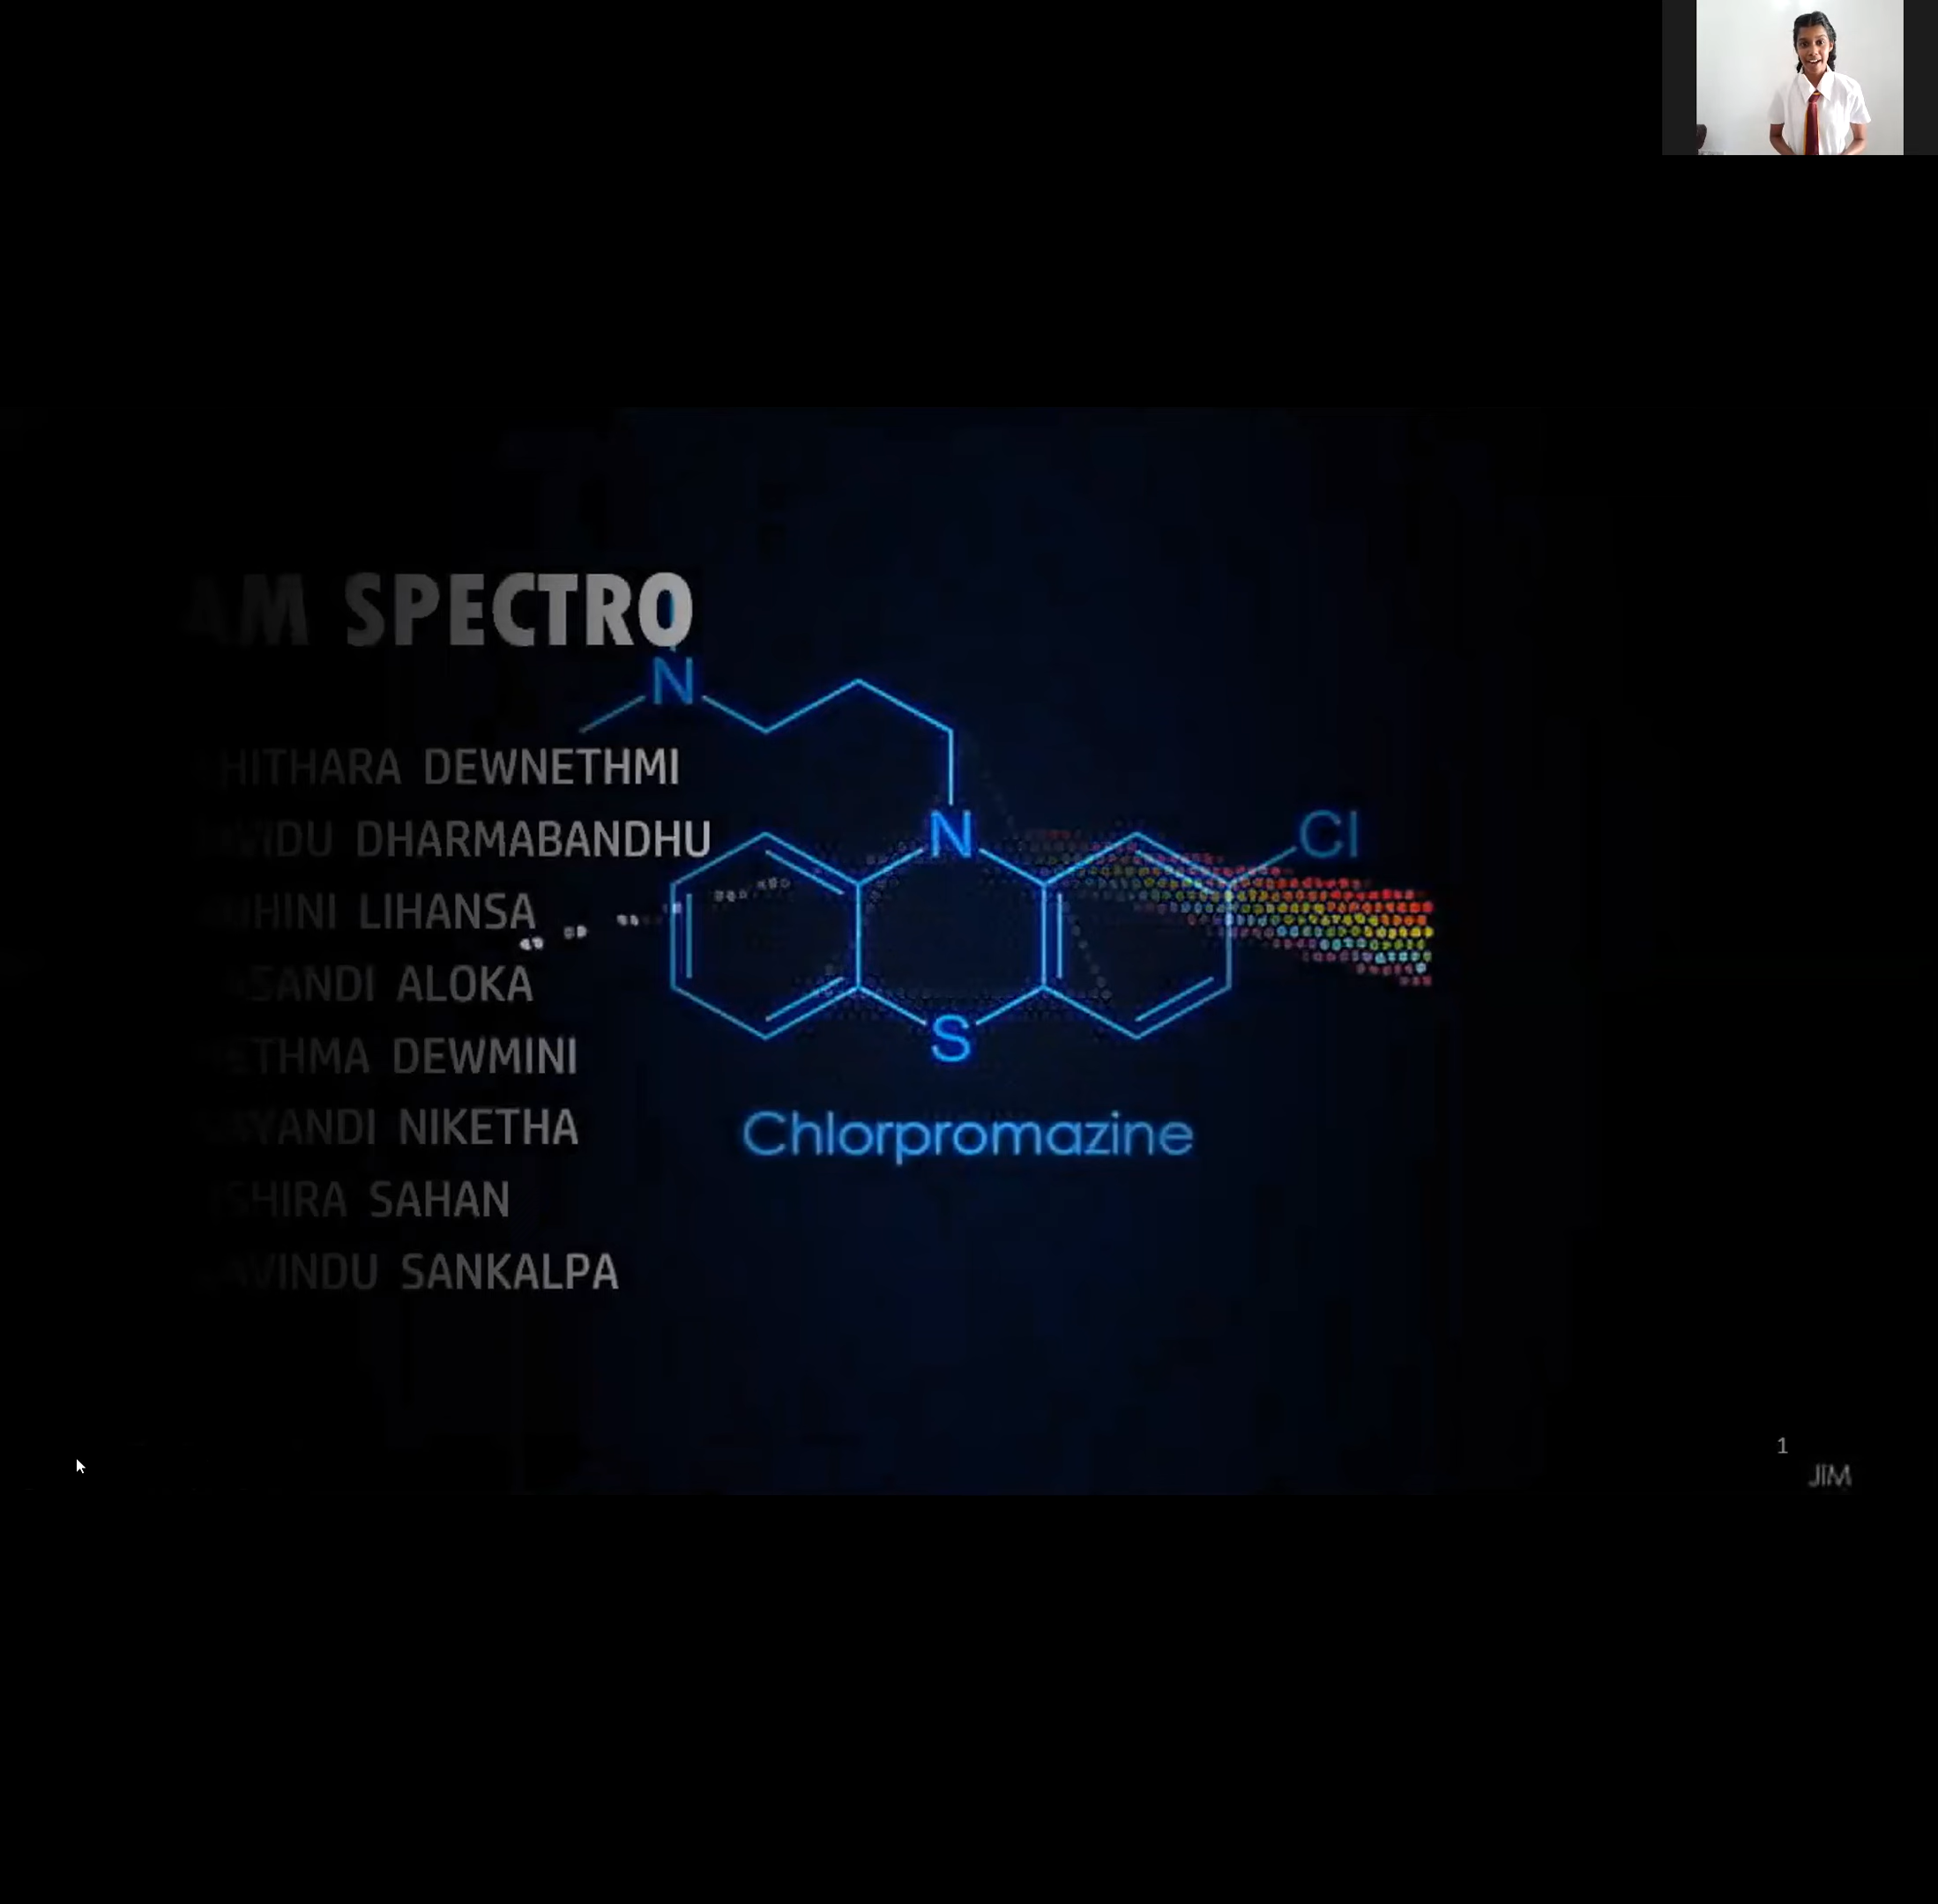 SPECTRO
N
DEWNETHMI
DHARMABANDHU
N
Cl
LIHANSA
ALOKA
S
DEWMINI
Chlorpromazine
NIKETHA
SAHAN
SANKALPA
1
JIM